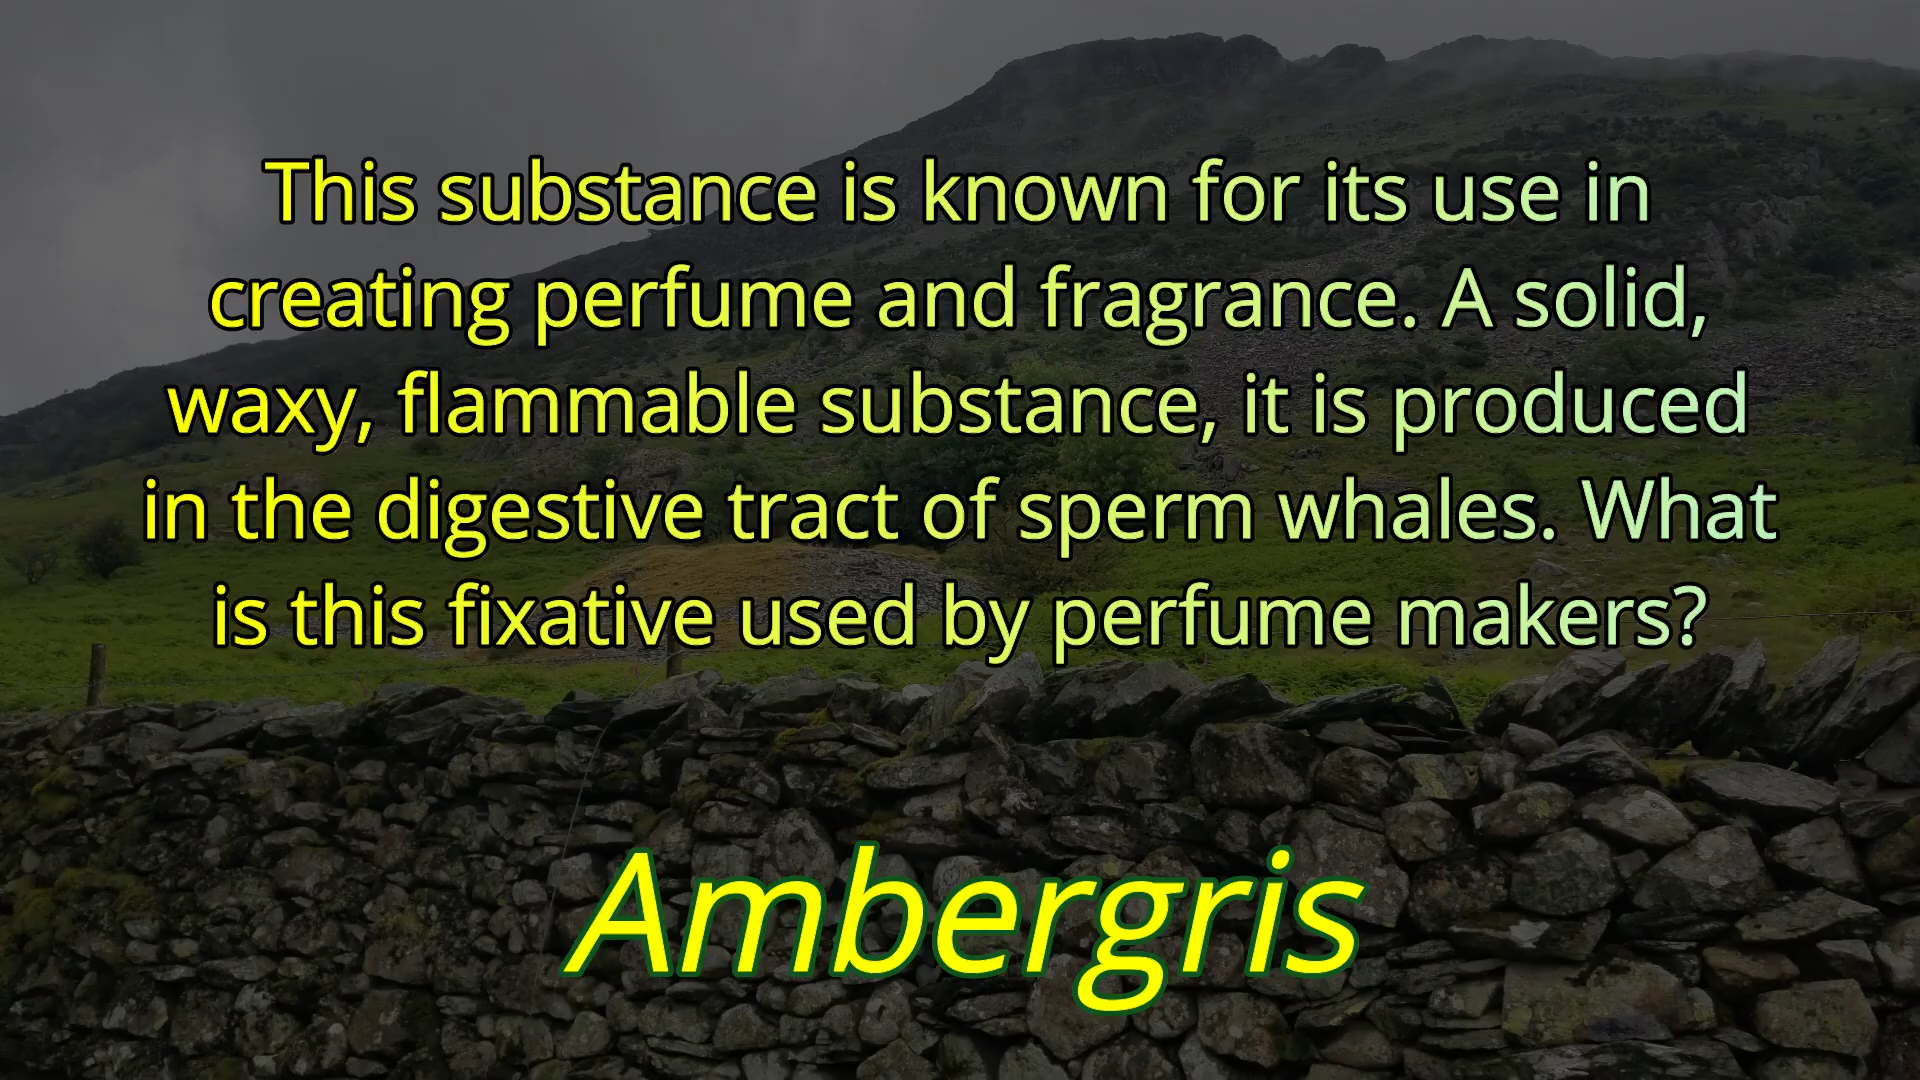 This substance is known for its use in
creating perfume and fragrance. A solid,
waxy, flammable substance, it is produced
in the digestive tract of sperm whales. What
is this fixative used by perfume makers?
Ambergris